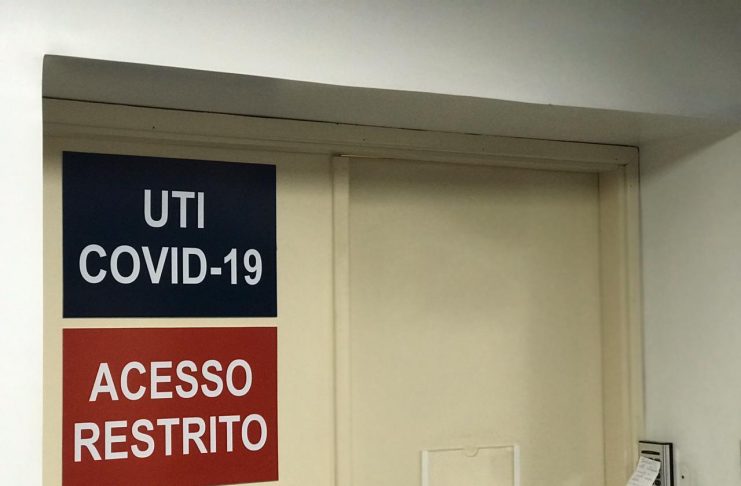 UTI
COVID-19
ACESSO
RESTRITO